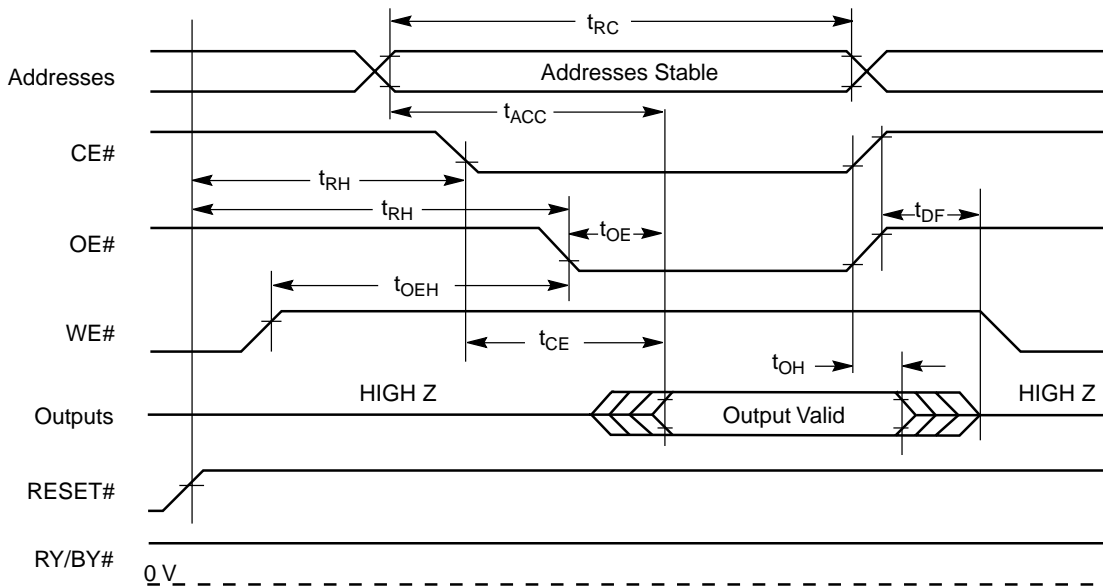 tRC
Addresses
Addresses Stable
tACC
CE#
tRH
tRH
tDF
OE#
tOE
tOEH
WE#
tCE
tOH
HIGH Z
HIGH Z
Outputs
Output Valid
RESET#
RY/BY#
0 V